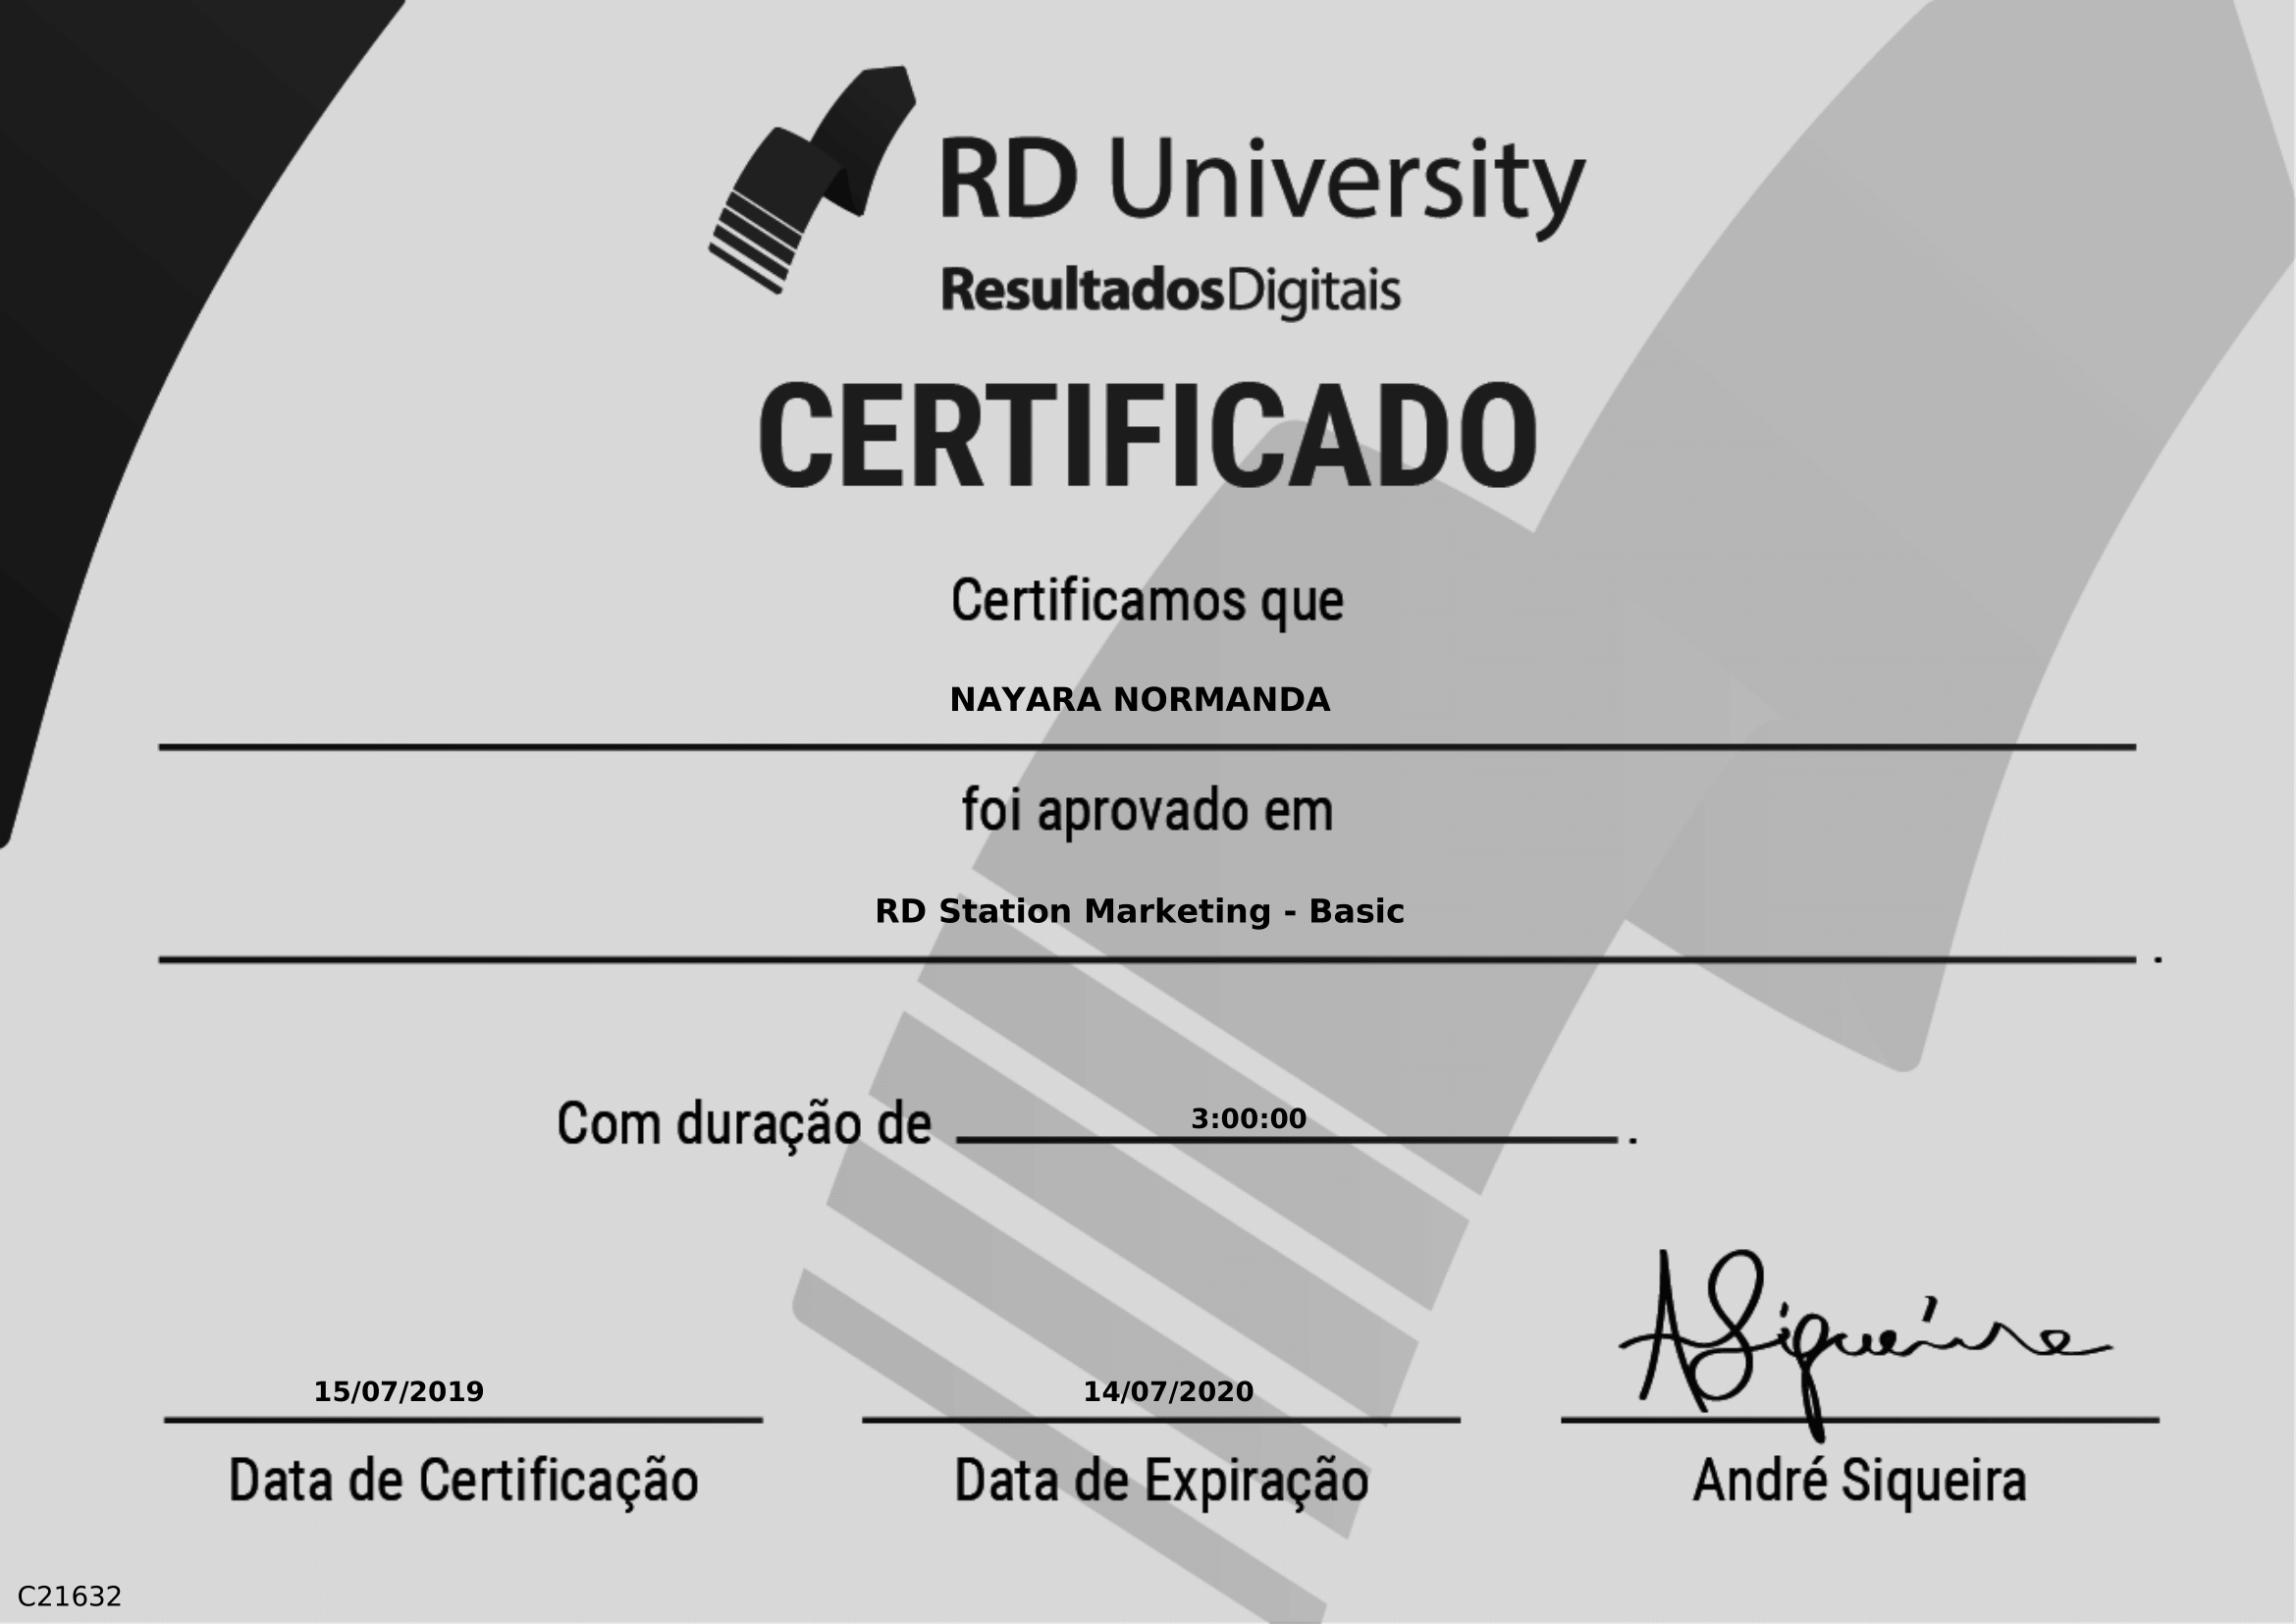 RD University
ResultadosDigitais
CERTIFICADO
Certificamos que
NAYARA NORMANDA
foi aprovado em
RD Station Marketing - Basic
.
Com duração de 3:00:00 .
ASiqueira
15/07/2019 14/07/2020
Data de Certificação Data de Expiração André Siqueira
C21632